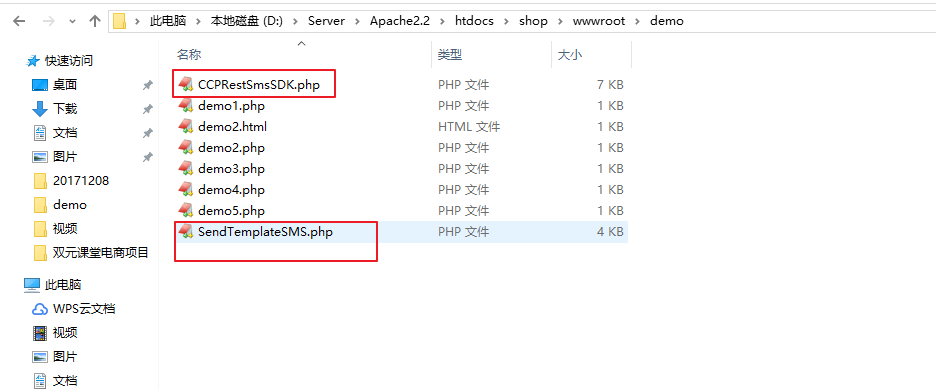 此电脑 > 本地磁盘 (D:) > Server > Apache2.2 > htdocs > shop > wwwroot > demo
名称 类型 大小
快速访问
桌面
下载
文档
图片
20171208
demo
视频
双元课堂电商项目
此电脑
WPS云文档
视频
图片
文档
CCPRestSmsSDK.php PHP 文件 7 KB
demo1.php PHP 文件 1 KB
demo2.html HTML 文件 1 KB
demo2.php PHP 文件 1 KB
demo3.php PHP 文件 1 KB
demo4.php PHP 文件 1 KB
demo5.php PHP 文件 1 KB
SendTemplateSMS.php PHP 文件 4 KB